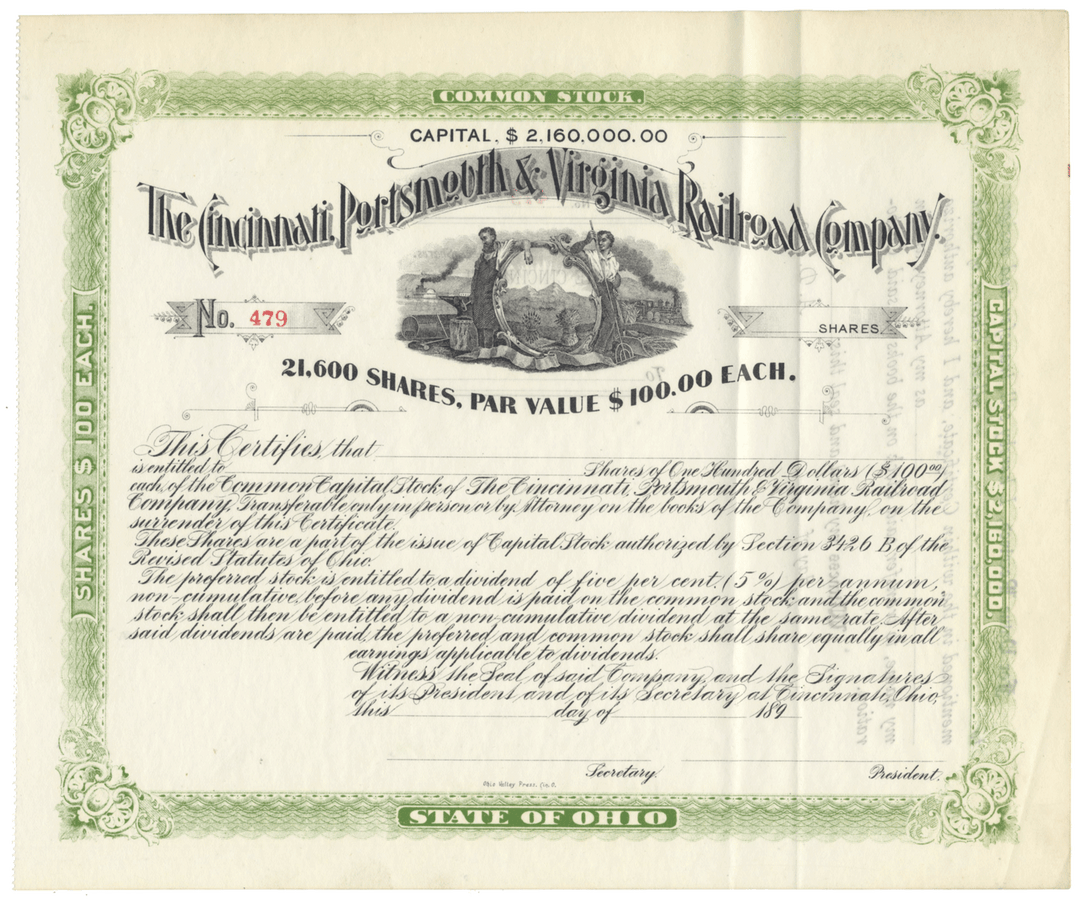 COMMON STOCK.
CAPITAL, $ 2,160,000.00
The Cincinnati, Portsmouth & Virginia Railroad Company.
No. 479
SHARES.
21,600 SHARES, PAR VALUE $100.00 EACH.
SHARES $ 100 EACH.
CAPITAL STOCK $2,160,000.
This Certifies, that
is entitled to Shares of One Hundred Dollars ($100.00)
each, of the Common Capital Stock of The Cincinnati, Portsmouth & Virginia Railroad
Company, Transferable only in person or by Attorney on the books of the Company, on the
surrender of this Certificate.
These Shares are a part of the issue of Capital Stock authorized by Section 3426 B of the
Revised Statutes of Ohio.
The preferred stock is entitled to a dividend of five per cent, (5%) per annum,
non-cumulative, before any dividend is paid on the common stock and the common
stock shall then be entitled to a non-cumulative dividend at the same rate. After
said dividends are paid, the preferred and common stock shall share equally in all
earnings applicable to dividends.
Witness, the Seal of said Company, and the Signatures
of its President and of its Secretary at Cincinnati, Ohio,
this day of 189
Secretary. President.
Ohio Valley Press, Cin. O.
STATE OF OHIO